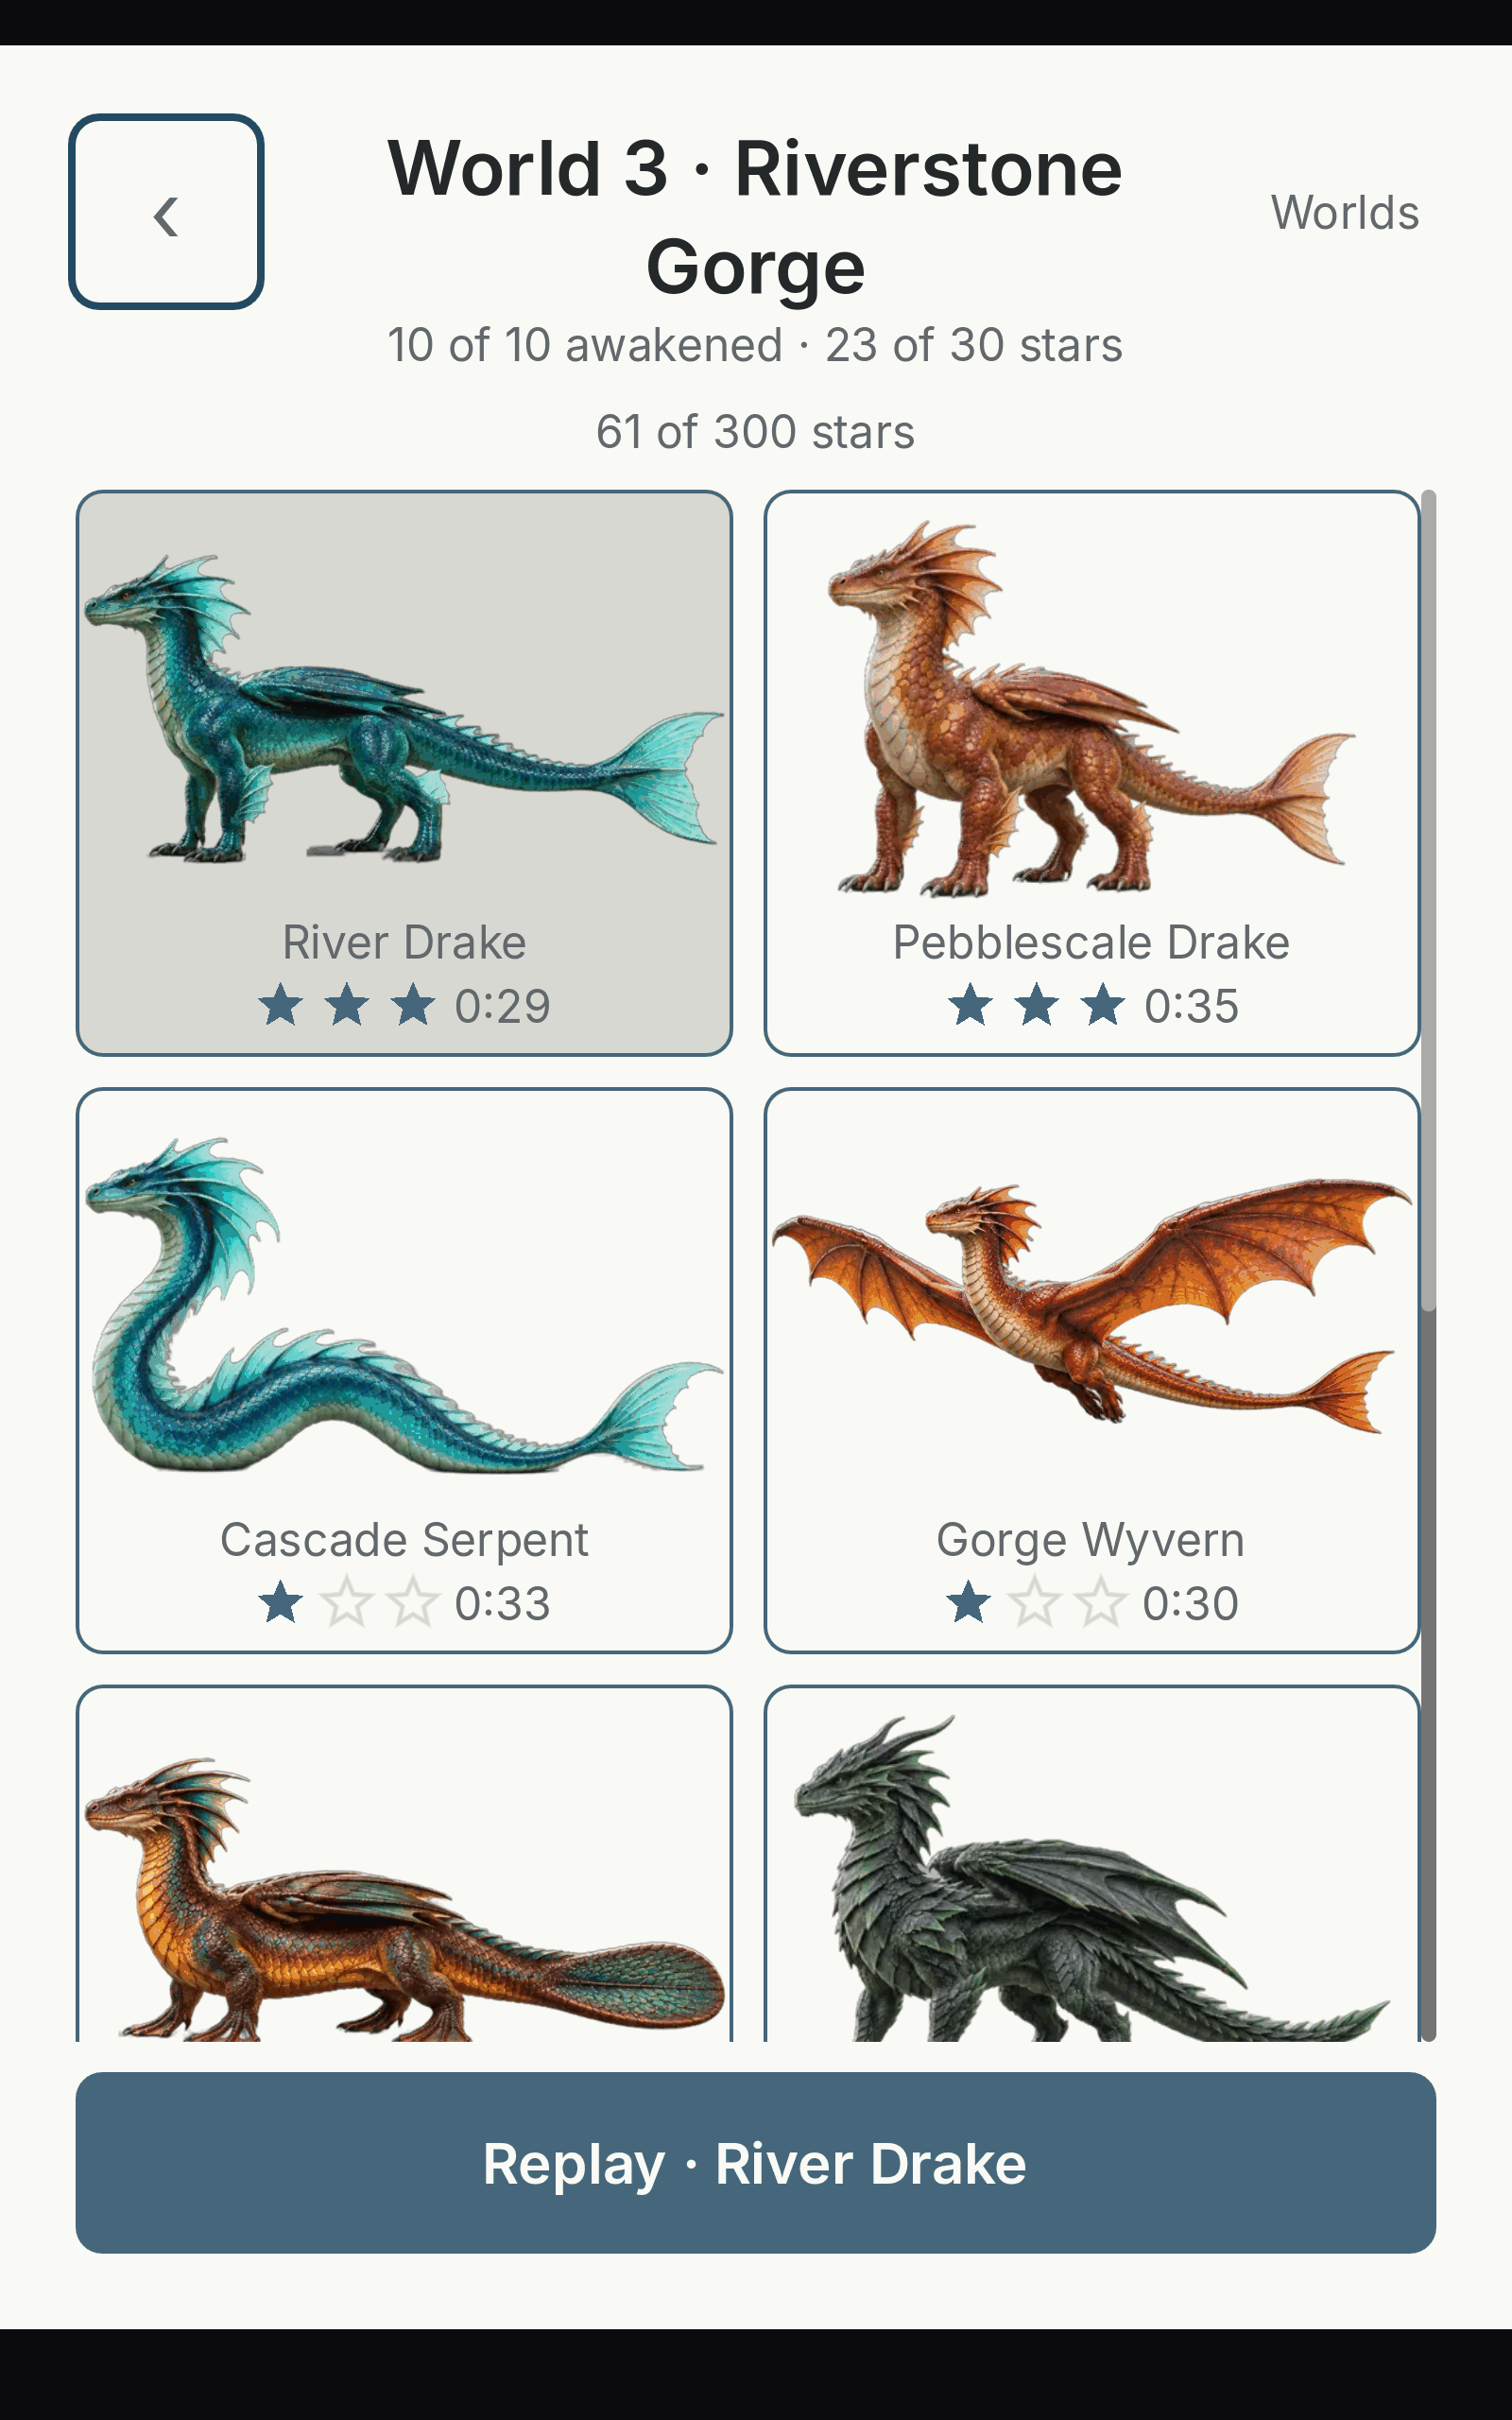 ‹
World 3 · Riverstone
Gorge
Worlds
10 of 10 awakened · 23 of 30 stars
61 of 300 stars
River Drake
0:29
Pebblescale Drake
0:35
Cascade Serpent
0:33
Gorge Wyvern
0:30
Replay · River Drake